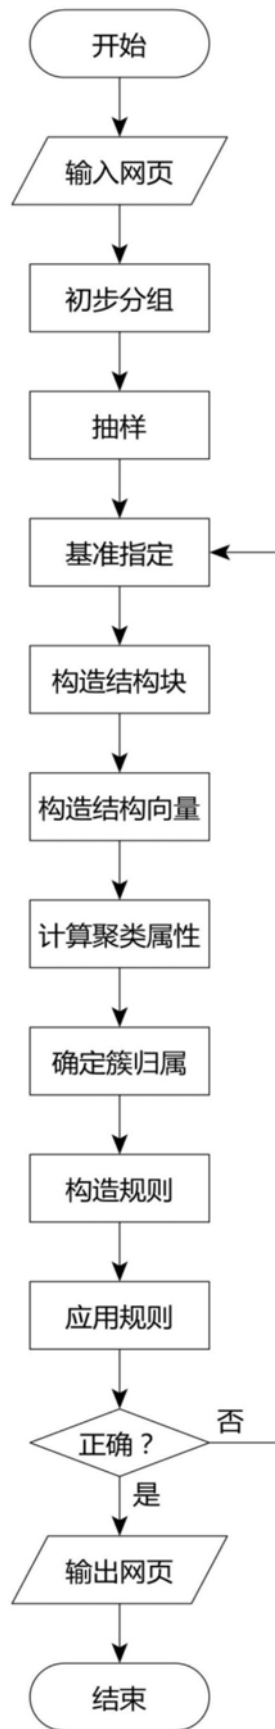 开始
输入网页
初步分组
抽样
基准指定
构造结构块
构造结构向量
计算聚类属性
确定簇归属
构造规则
应用规则
正确？
否
是
输出网页
结束